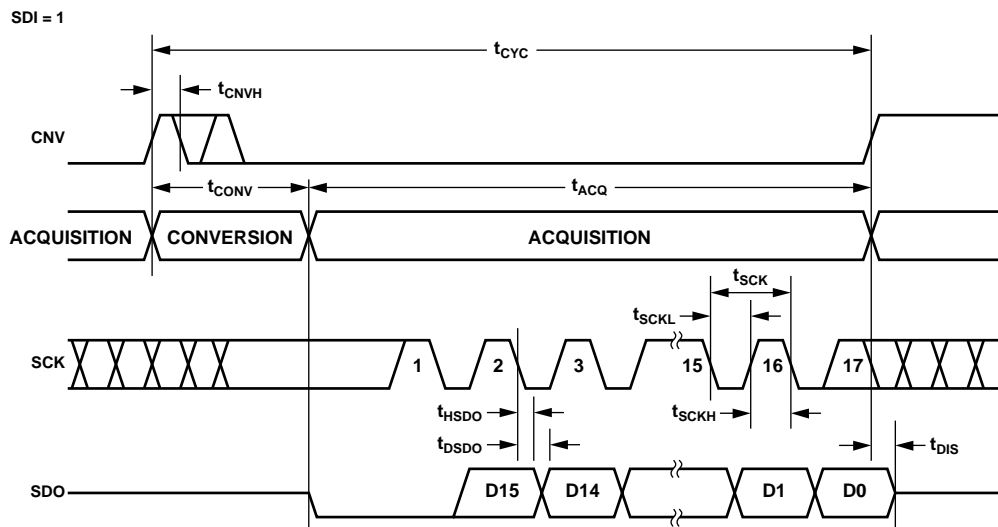 SDI = 1
tCYC
tCNVH
CNV
tCONV
tACQ
ACQUISITION
CONVERSION
ACQUISITION
tSCK
tSCKL
SCK
1
2
3
15
16
17
tHSDO
tSCKH
tDSDO
tDIS
SDO
D15
D14
D1
D0